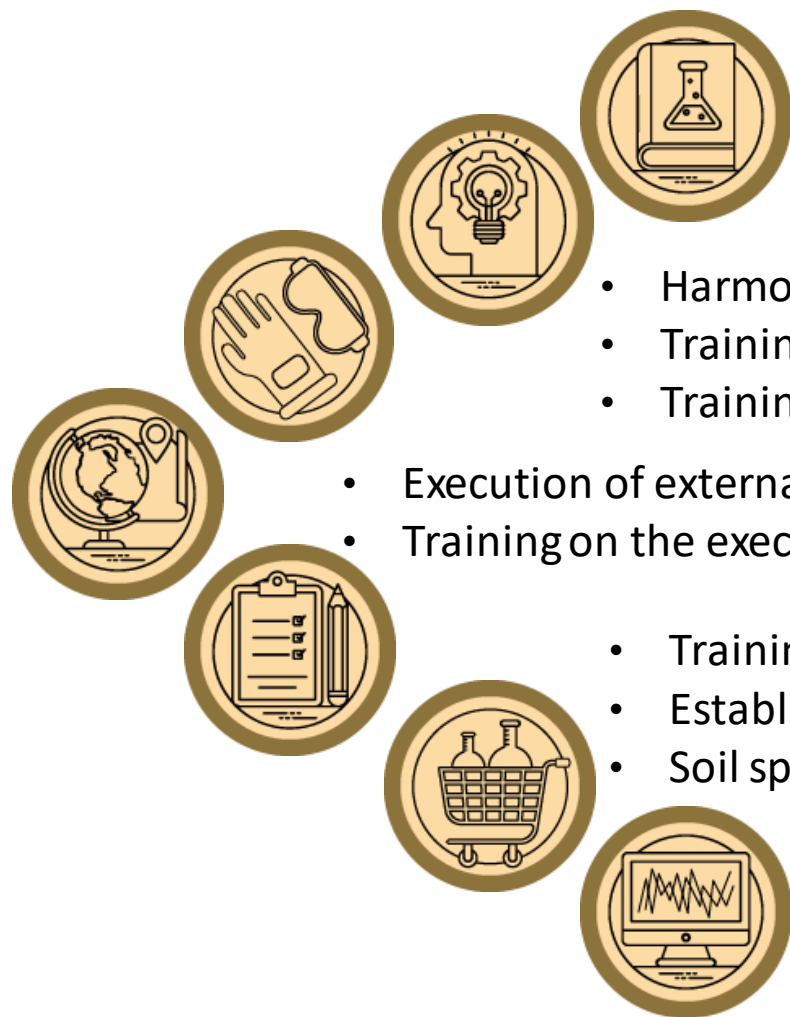 • Harmo
• Trainin
• Trainin
• Execution of externa
• Training on the exec
• Trainin
• Establ
• Soil sp